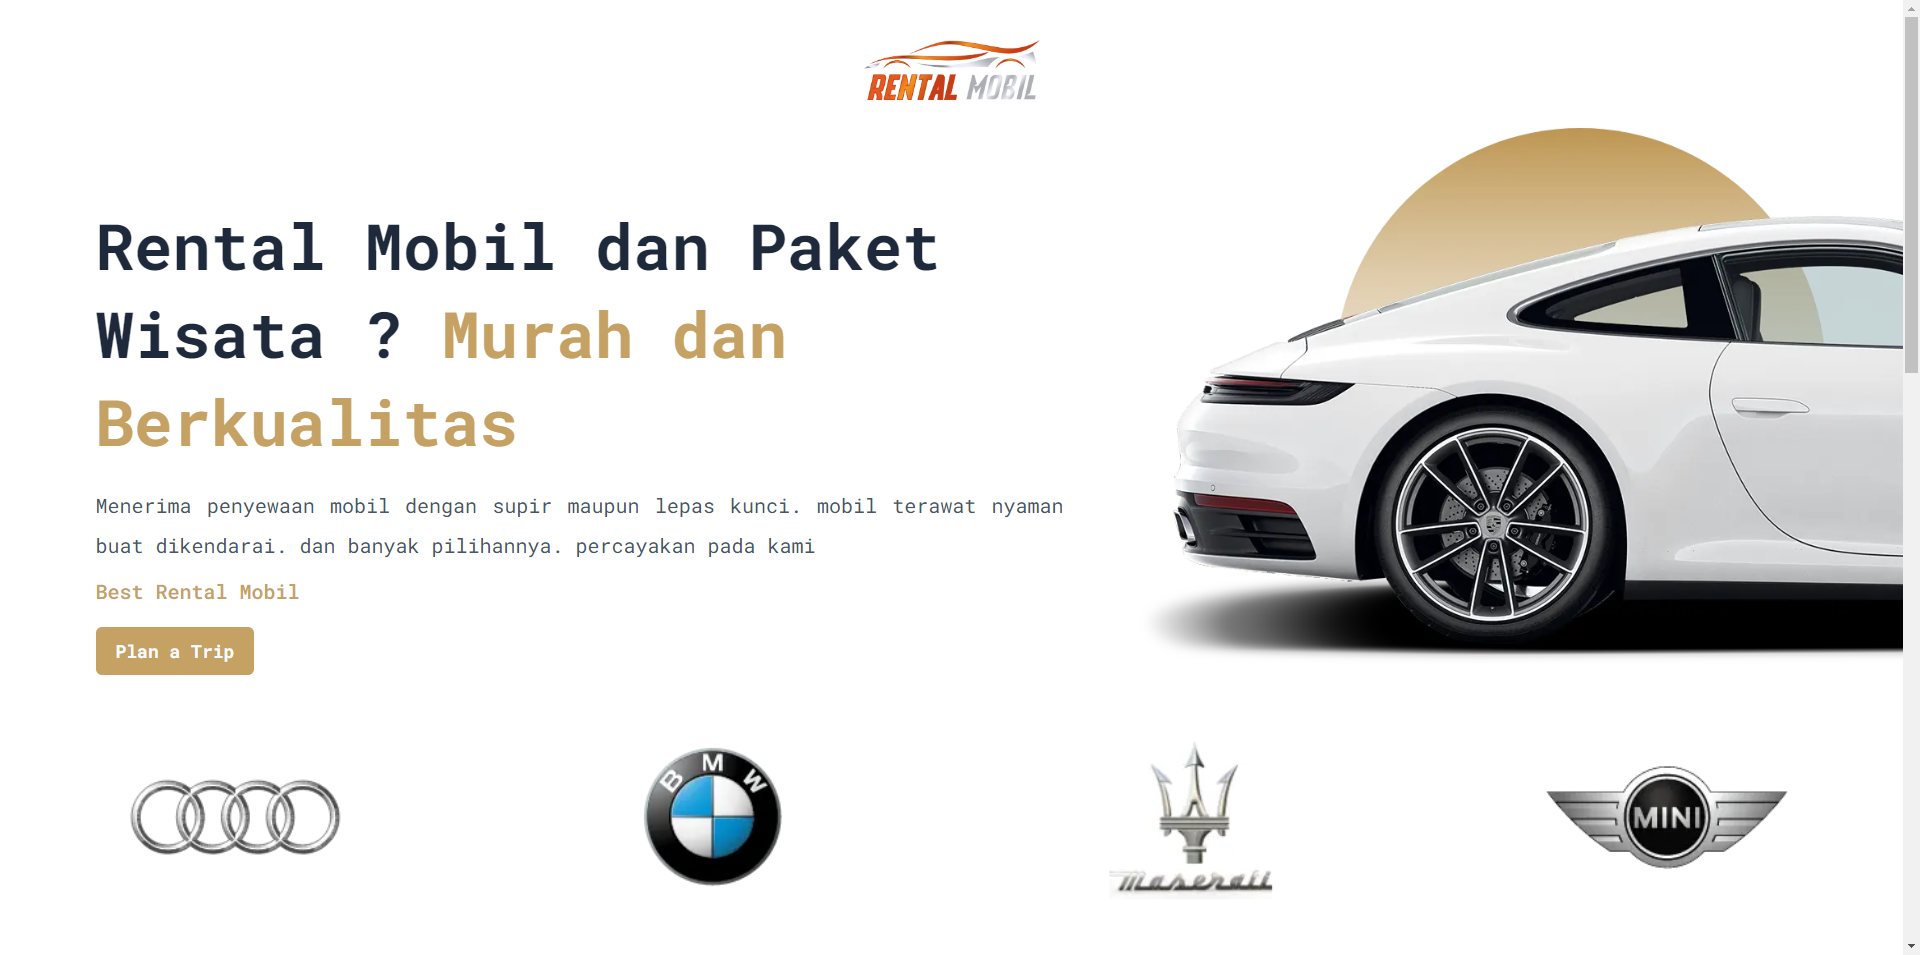 RENTAL MOBIL
Rental Mobil dan Paket
Wisata ? Murah dan
Berkualitas
Menerima penyewaan mobil dengan supir maupun lepas kunci. mobil terawat nyaman
buat dikendarai. dan banyak pilihannya. percayakan pada kami
Best Rental Mobil
Plan a Trip
BMW
Maserati
MINI